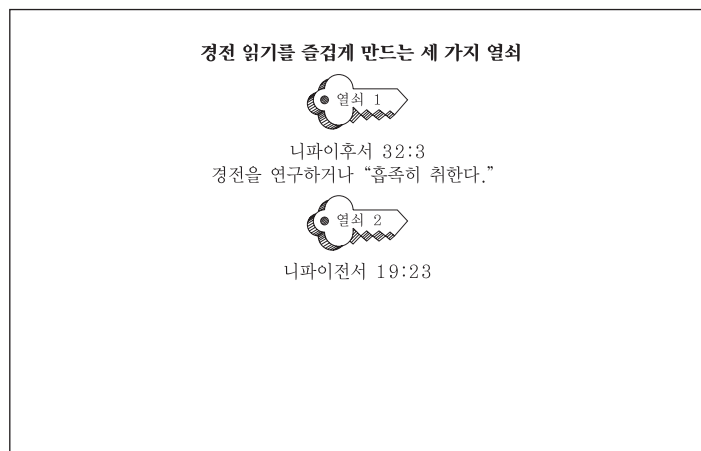 경전 읽기를 즐겁게 만드는 세 가지 열쇠
열쇠 1
니파이후서 32:3
경전을 연구하거나 “흡족히 취한다.”
열쇠 2
니파이전서 19:23